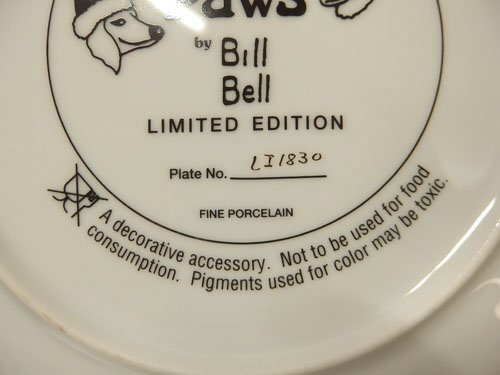 Paws
by Bill
Bell
LIMITED EDITION
Plate No. LI1830
FINE PORCELAIN
A decorative accessory. Not to be used for food
consumption. Pigments used for color may be toxic.